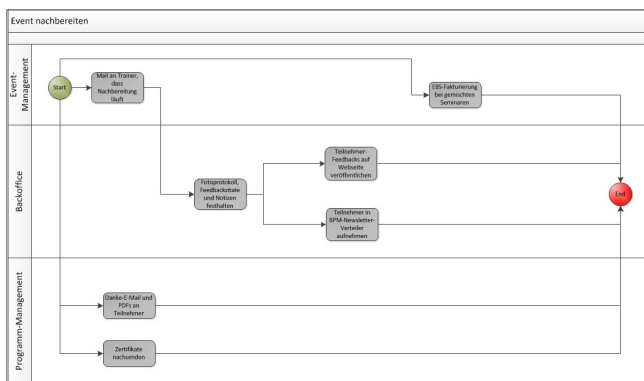 Event nachbereiten
Event-
Management
Start
Mail an Trainer,
dass
Nachbereitung
läuft
EBS-Fakturierung
bei gemischten
Seminaren
Backoffice
Fotoprotokoll,
Feedbackzitate
und Notizen
festhalten
Teilnehmer-
Feedbacks auf
Webseite
veröffentlichen
Teilnehmer in
BPM-Newsletter-
Verteiler
aufnehmen
End
Programm-Management
Danke-E-Mail und
PDFs an
Teilnehmer
Zertifikate
nachsenden